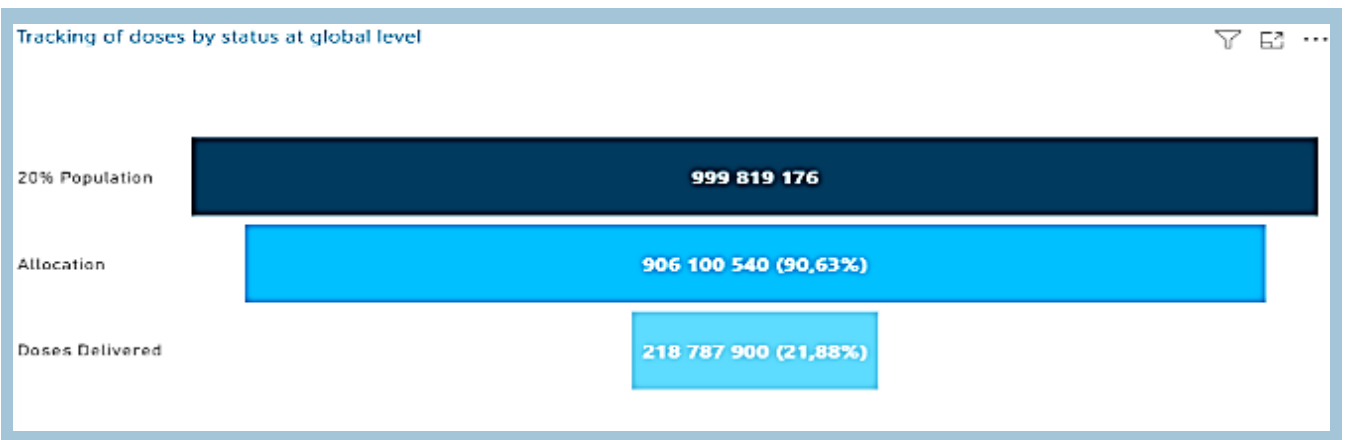 Tracking of doses by status at global level
20% Population
999 819 176
Allocation
906 100 540 (90,63%)
Doses Delivered
218 787 900 (21,88%)